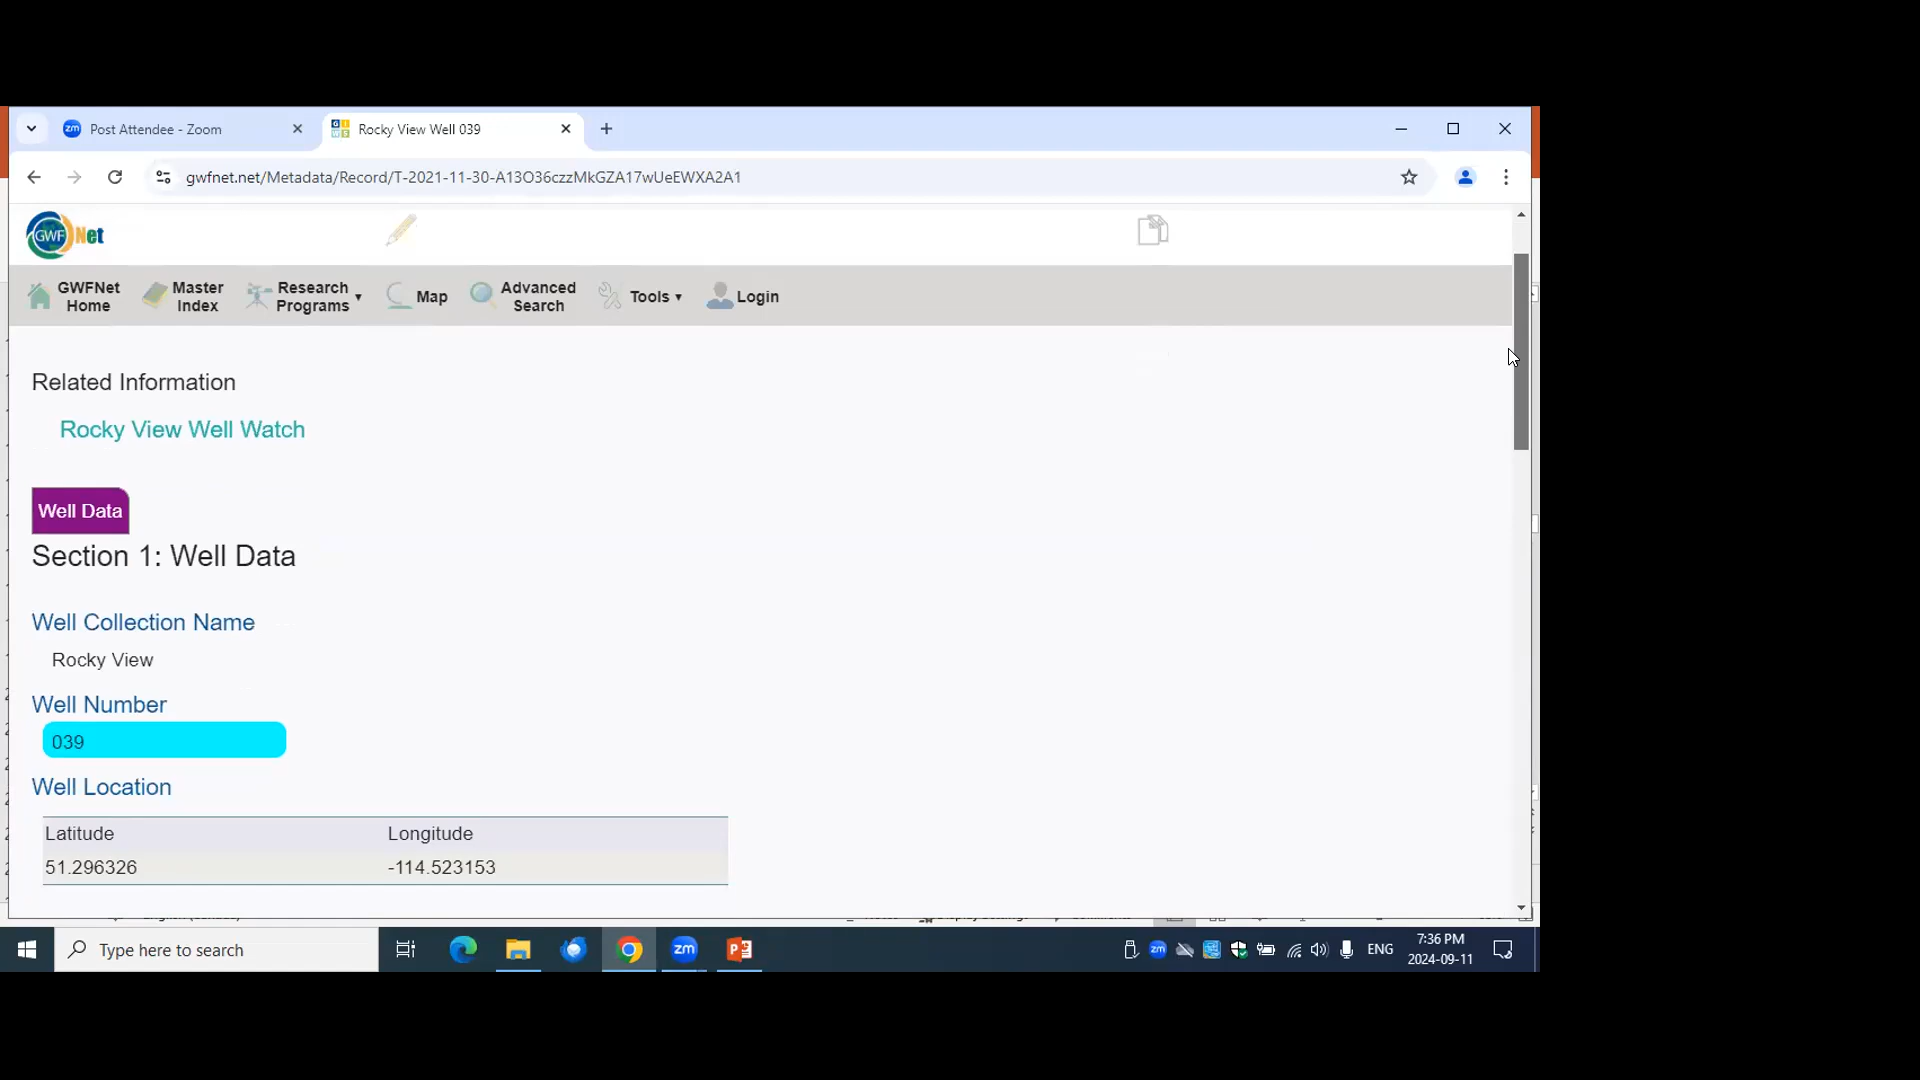 Post Attendee - Zoom
Rocky View Well 039
gwfnet.net/Metadata/Record/T-2021-11-30-A13O36czzMkGZA17wUeEWXA2A1
GWF Net
GWFNet Home
Master Index
Research Programs ▾
Map
Advanced Search
Tools ▾
Login
Related Information
Rocky View Well Watch
Well Data
Section 1: Well Data
Well Collection Name
Rocky View
Well Number
039
Well Location
Latitude Longitude
51.296326 -114.523153
Type here to search
zm
ENG
7:36 PM
2024-09-11